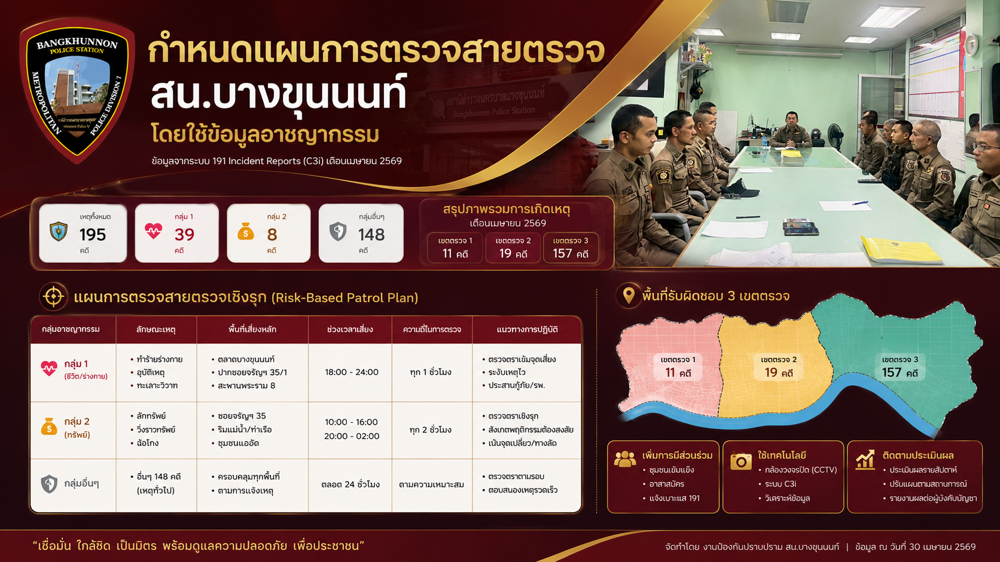 BANGKHUNNON
POLICE STATION
METROPOLITAN
POLICE DIVISION 7
กำหนดแผนการตรวจสายตรวจ
สน.บางขุนนนท์
โดยใช้ข้อมูลอาชญากรรม
ข้อมูลจากระบบ 191 Incident Reports (C3i) เดือนเมษายน 2569
สถานีตำรวจนครบาลบางขุนนนท์
Bangkhunnon Police Station
เหตุทั้งหมด
195
คดี
กลุ่ม 1
39
คดี
กลุ่ม 2
8
คดี
กลุ่มอื่นๆ
148
คดี
สรุปภาพรวมการเกิดเหตุ
เดือนเมษายน 2569
เขตตรวจ 1
11 คดี
เขตตรวจ 2
19 คดี
เขตตรวจ 3
157 คดี
แผนการตรวจสายตรวจเชิงรุก (Risk-Based Patrol Plan)
กลุ่มอาชญากรรม ลักษณะเหตุ พื้นที่เสี่ยงหลัก ช่วงเวลาเสี่ยง ความถี่ในการตรวจ แนวทางการปฏิบัติ
กลุ่ม 1
(ชีวิต/ร่างกาย)
• ทำร้ายร่างกาย
• อุบัติเหตุ
• ทะเลาะวิวาท
• ตลาดบางขุนนนท์
• ปากซอยจรัญฯ 35/1
• สะพานพระราม 8
18:00 - 24:00
ทุก 1 ชั่วโมง
• ตรวจตราเข้มจุดเสี่ยง
• ระงับเหตุไว
• ประสานกู้ภัย/รพ.
กลุ่ม 2
(ทรัพย์)
• ลักทรัพย์
• วิ่งราวทรัพย์
• ฉ้อโกง
• ซอยจรัญฯ 35
• ริมแม่น้ำ/ท่าเรือ
• ชุมชนแออัด
10:00 - 16:00
20:00 - 02:00
ทุก 2 ชั่วโมง
• ตรวจตราเชิงรุก
• สังเกตพฤติกรรมต้องสงสัย
• เน้นจุดเปลี่ยว/ทางลัด
กลุ่มอื่นๆ
• อื่นๆ 148 คดี
(เหตุทั่วไป)
• ครอบคลุมทุกพื้นที่
• ตามการแจ้งเหตุ
ตลอด 24 ชั่วโมง
ตามความเหมาะสม
• ตรวจตราตามรอบ
• ตอบสนองเหตุรวดเร็ว
พื้นที่รับผิดชอบ 3 เขตตรวจ
เขตตรวจ 1
11 คดี
เขตตรวจ 2
19 คดี
เขตตรวจ 3
157 คดี
เพิ่มการมีส่วนร่วม
• ชุมชนเข้มแข็ง
• อาสาสมัคร
• แจ้งเบาะแส 191
ใช้เทคโนโลยี
• กล้องวงจรปิด (CCTV)
• ระบบ C3i
• วิเคราะห์ข้อมูล
ติดตามประเมินผล
• ประเมินผลรายสัปดาห์
• ปรับแผนตามสถานการณ์
• รายงานผลต่อผู้บังคับบัญชา
“เชื่อมั่น ใกล้ชิด เป็นมิตร พร้อมดูแลความปลอดภัย เพื่อประชาชน”
จัดทำโดย งานป้องกันปราบปราม สน.บางขุนนนท์ | ข้อมูล ณ วันที่ 30 เมษายน 2569